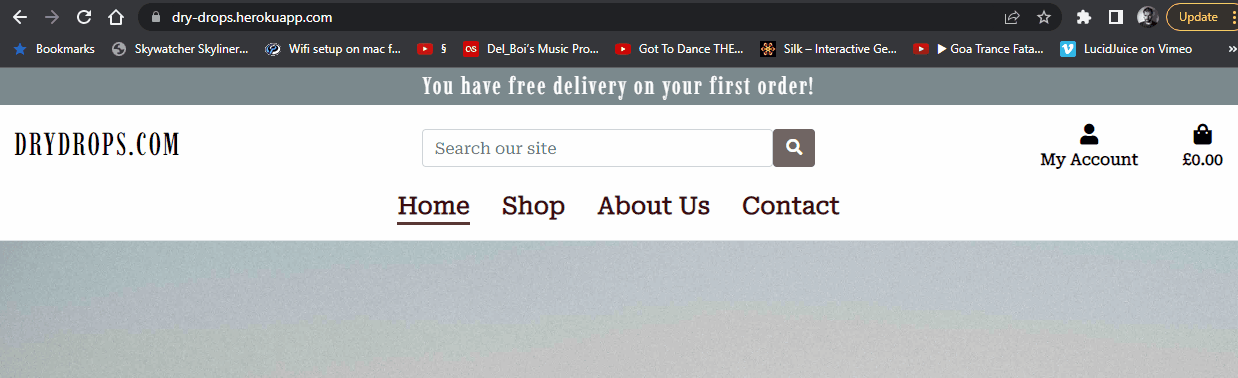 dry-drops.herokuapp.com
Update
Bookmarks
Skywatcher Skyliner...
Wifi setup on mac f...
§
Del_Boi's Music Pro...
Got To Dance THE...
Silk – Interactive Ge...
▶ Goa Trance Fata...
LucidJuice on Vimeo
»
You have free delivery on your first order!
DRYDROPS.COM
Search our site
My Account
£0.00
Home
Shop
About Us
Contact